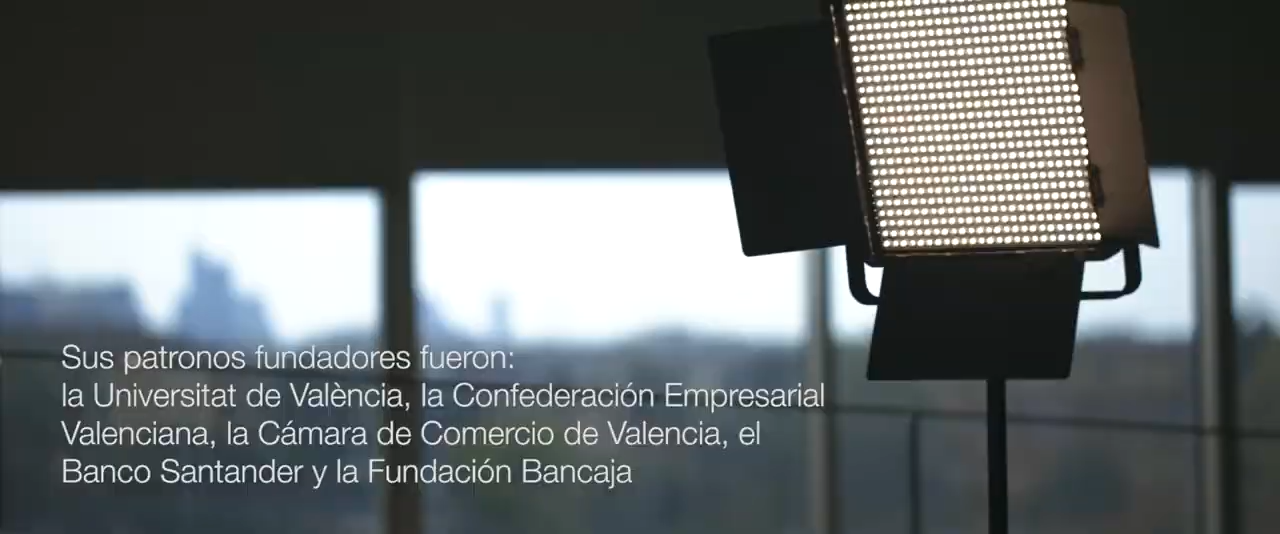 Sus patronos fundadores fueron:
la Universitat de València, la Confederación Empresarial
Valenciana, la Cámara de Comercio de Valencia, el
Banco Santander y la Fundación Bancaja